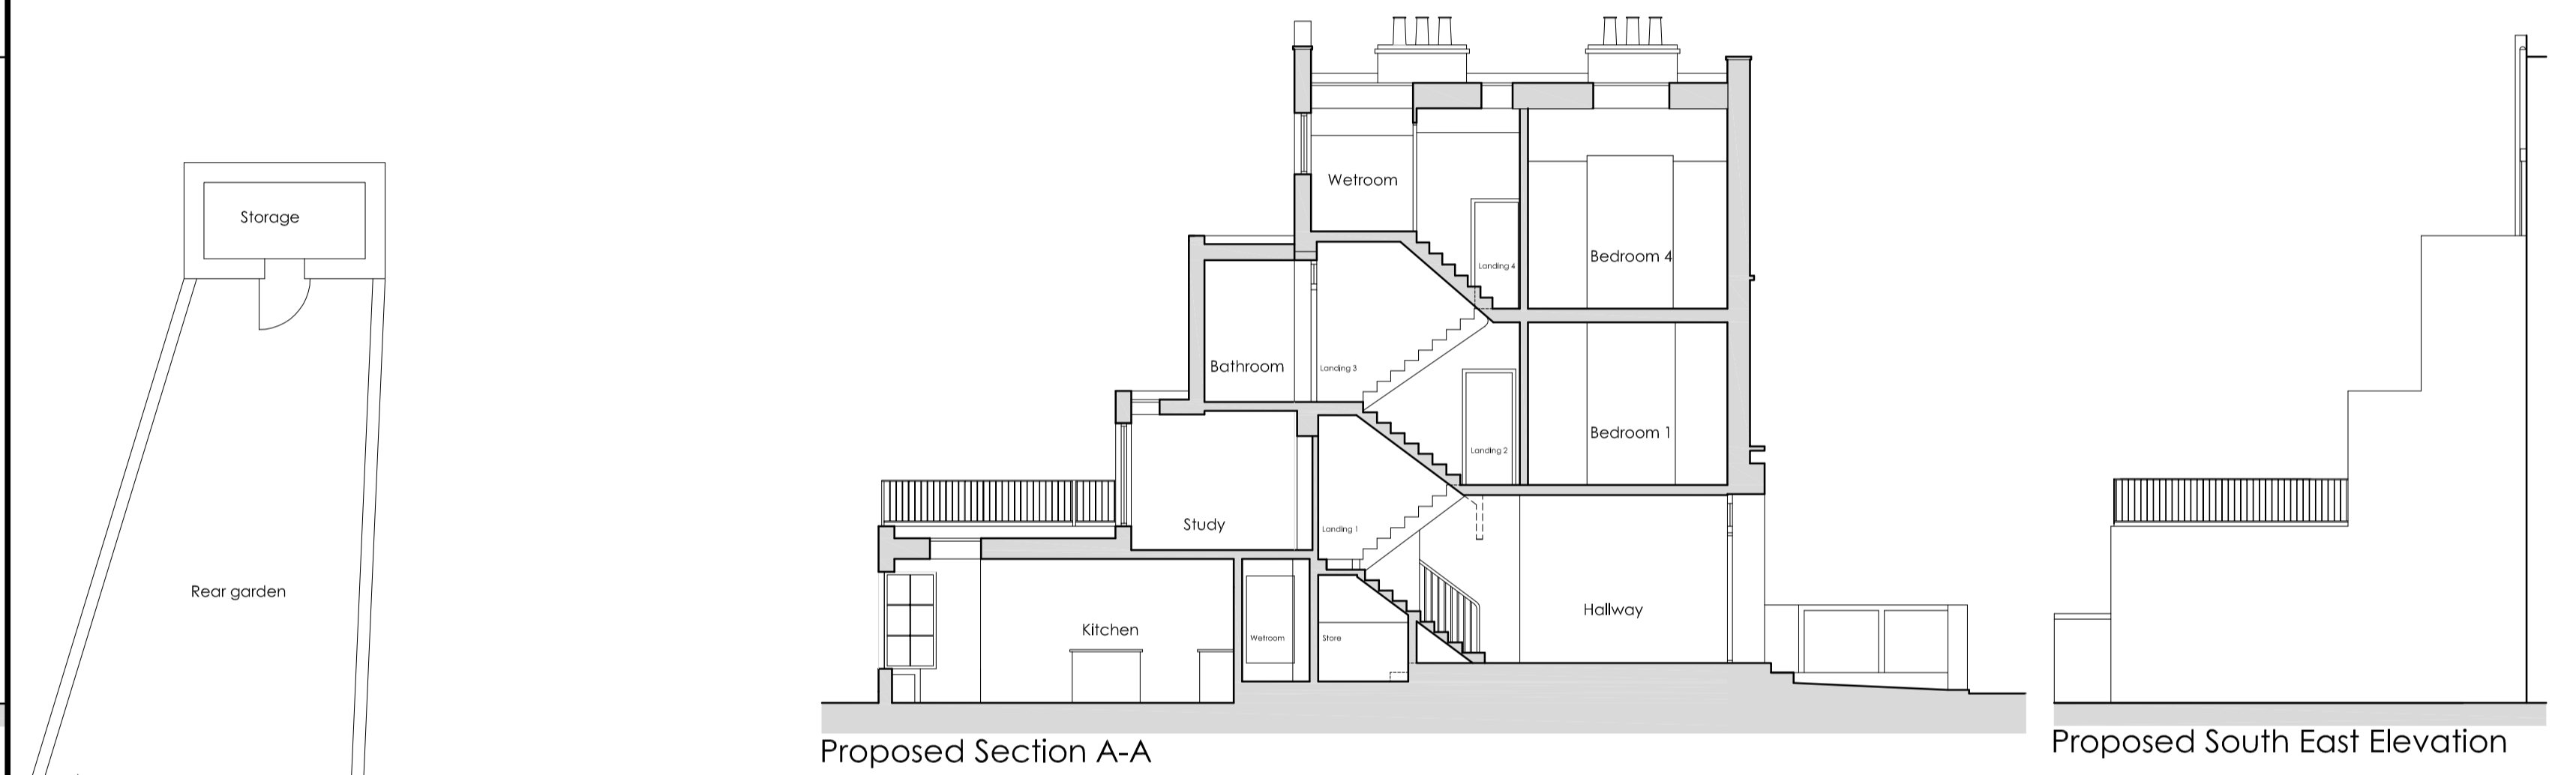 Storage
Rear garden
Wetroom
Landing 4
Bedroom 4
Bathroom
Landing 3
Landing 2
Bedroom 1
Study
Landing 1
Kitchen
Wetroom
Store
Hallway
Proposed Section A-A
Proposed South East Elevation